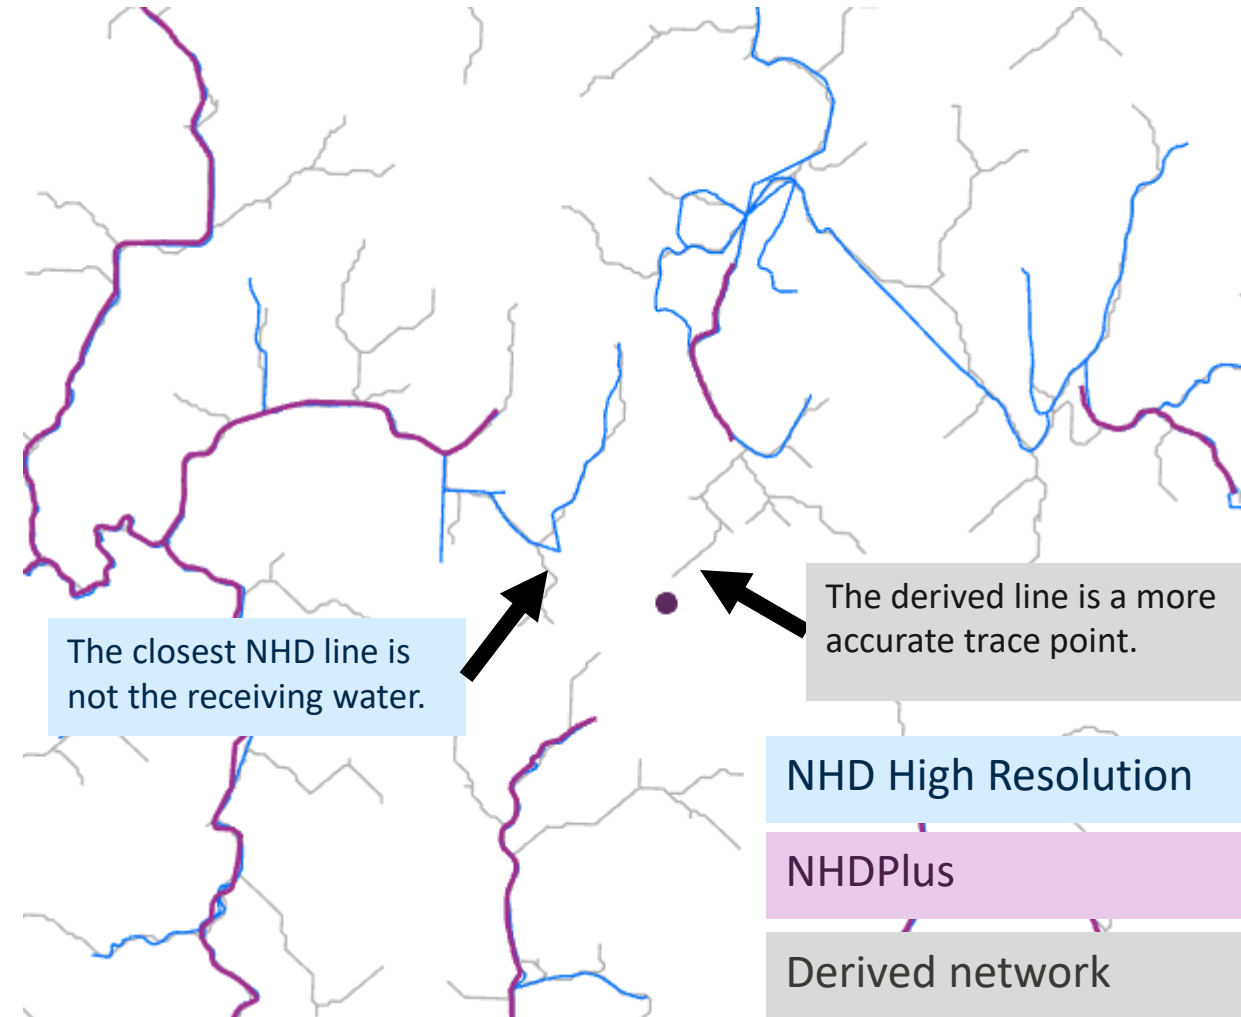 The derived line is a more
accurate trace point.
The closest NHD line is
not the receiving water.
NHD High Resolution
NHDPlus
Derived network